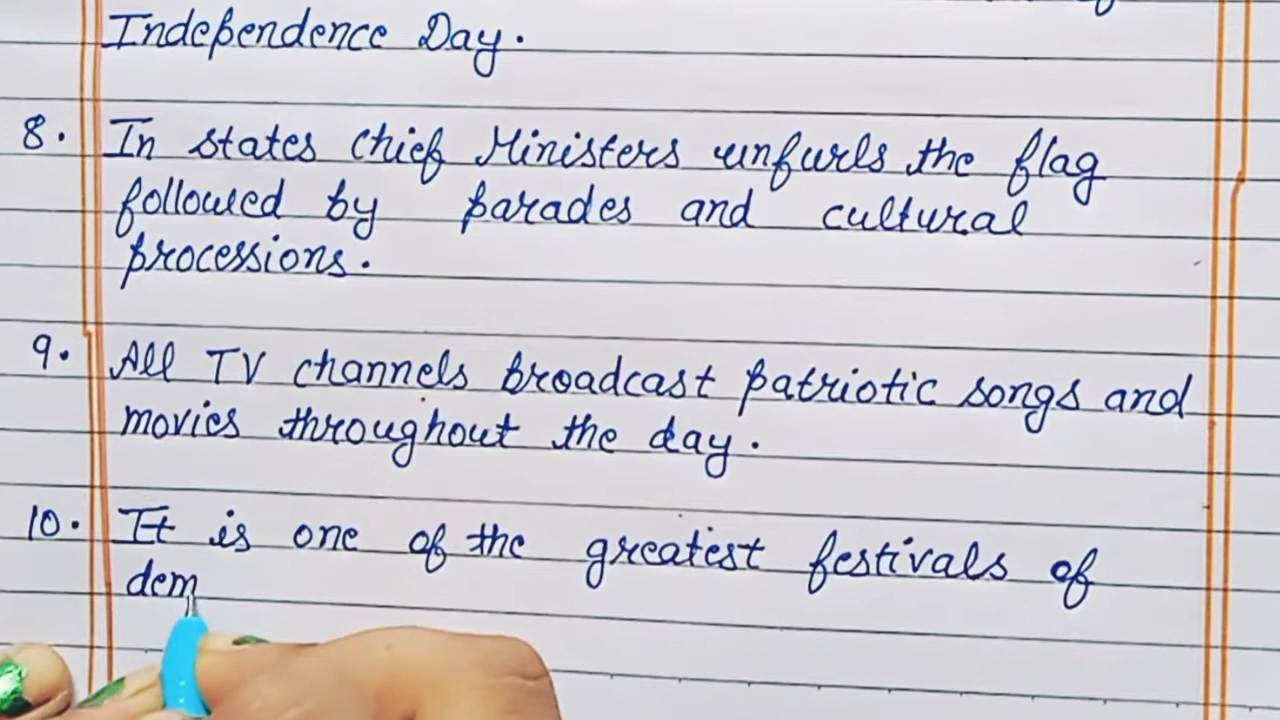 Independence Day.
8. In states chief Ministers unfurls the flag
followed by parades and cultural
processions.
9. All TV channels broadcast patriotic songs and
movies throughout the day.
10. It is one of the greatest festivals of
dem